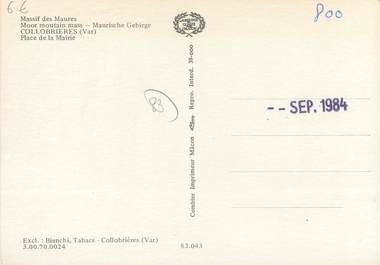 6 €
Massif des Maures
Moor moutain mass — Maurische Gebirge
COLLOBRIERES (Var)
Place de la Mairie
800
83
-- SEP. 1984
Combier Imprimeur Mâcon Repro. Interd. 39-000
Excl. : Bianchi, Tabacs - Collobrières (Var)
3.00.70.0024
83.043